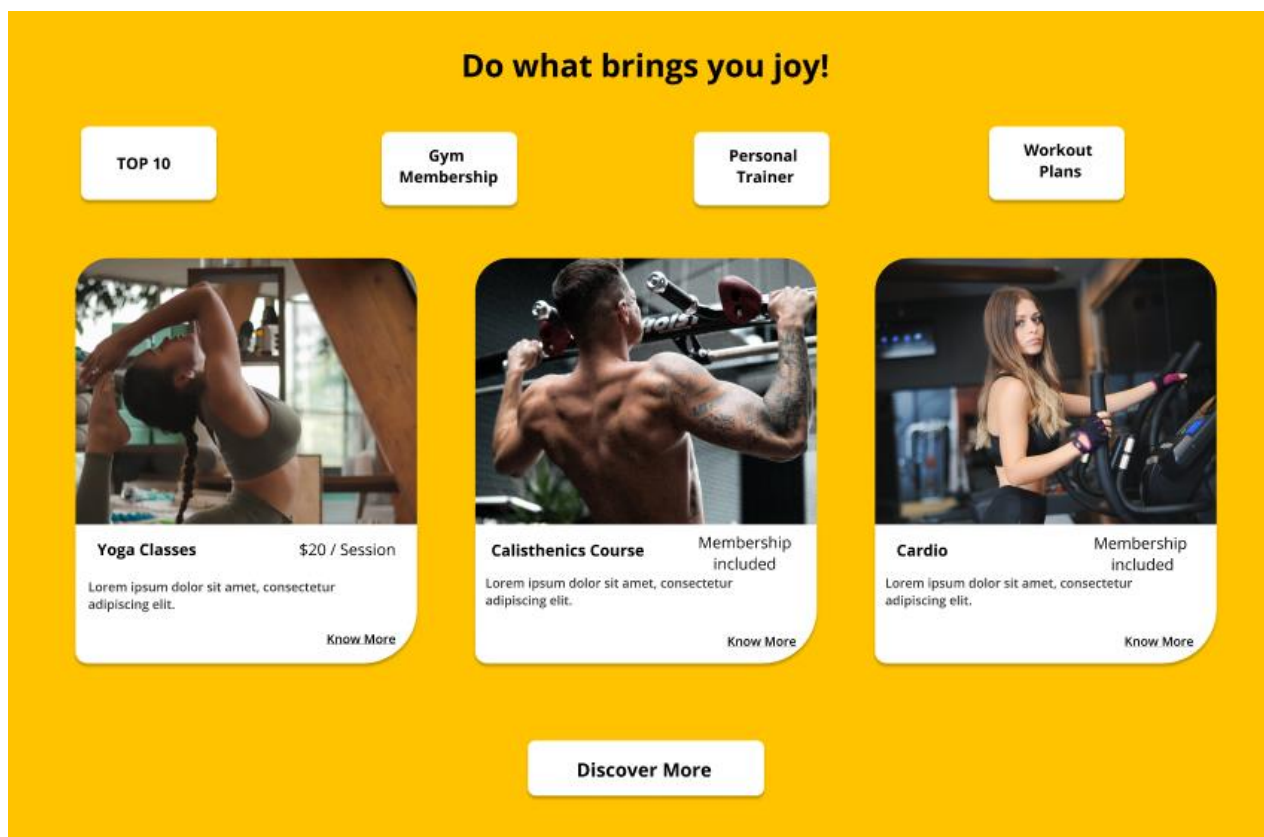 Do what brings you joy!
TOP 10
Gym
Membership
Personal
Trainer
Workout
Plans
Yoga Classes
$20 / Session
Lorem ipsum dolor sit amet, consectetur
adipiscing elit.
Know More
Calisthenics Course
Membership
included
Lorem ipsum dolor sit amet, consectetur
adipiscing elit.
Know More
Cardio
Membership
included
Lorem ipsum dolor sit amet, consectetur
adipiscing elit.
Know More
Discover More